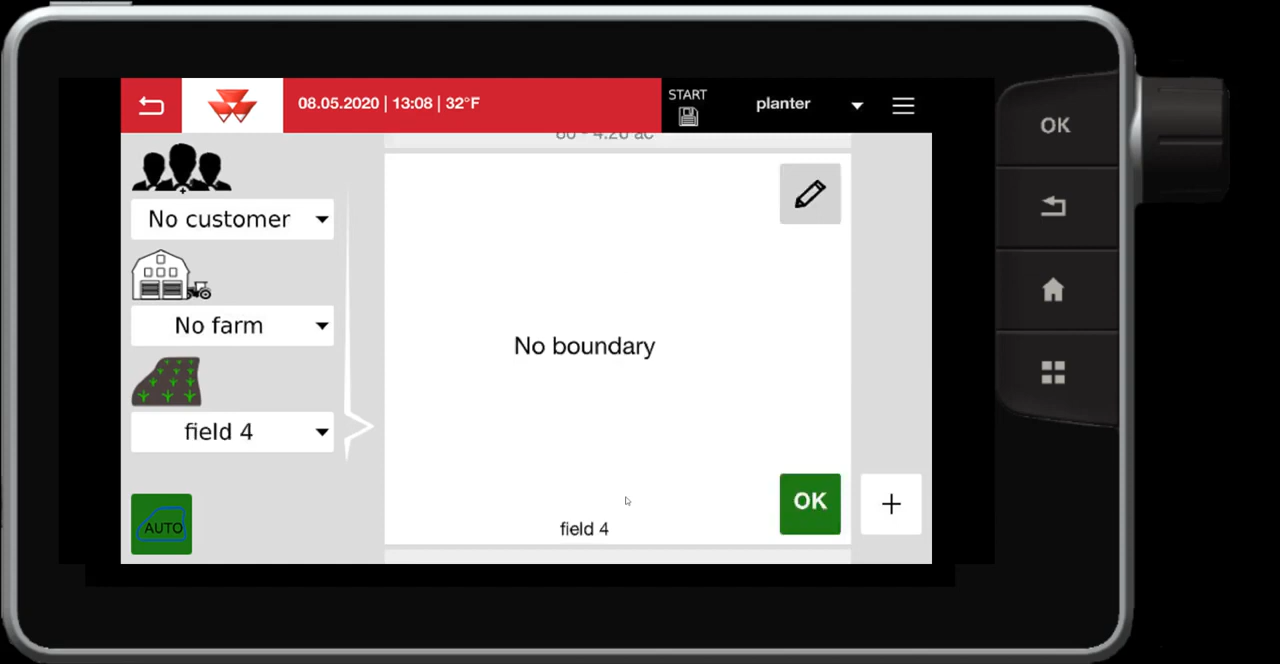 08.05.2020 | 13:08 | 32°F
START
planter
OK
No customer
No farm
No boundary
field 4
OK
AUTO
field 4